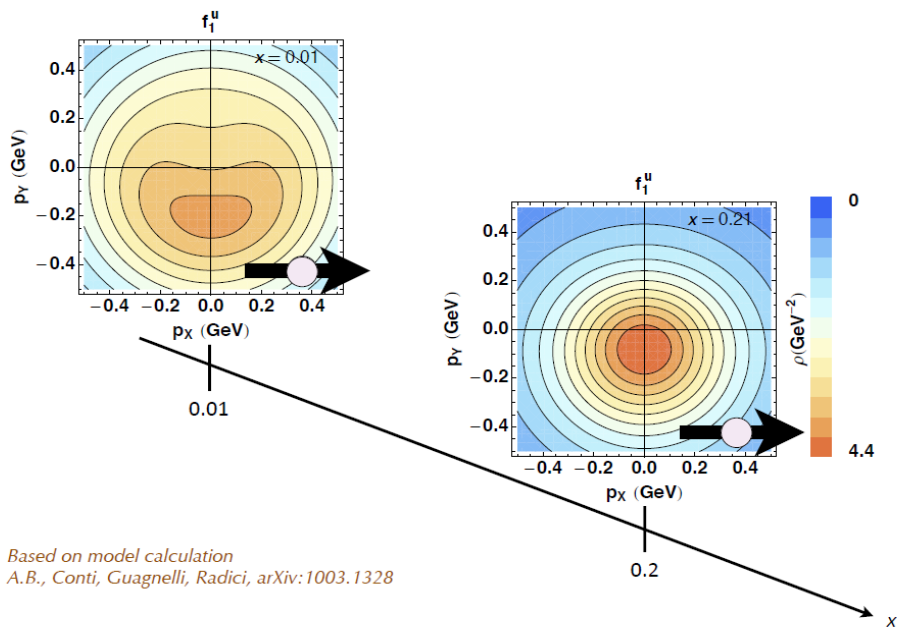 f₁ᵘ
x = 0.01
0.4
0.2
0.0
−0.2
−0.4
pY (GeV)
−0.4 −0.2 0.0 0.2 0.4
pX (GeV)
0.01
f₁ᵘ
x = 0.21
0.4
0.2
0.0
−0.2
−0.4
pY (GeV)
−0.4 −0.2 0.0 0.2 0.4
pX (GeV)
0.2
0
ρ(GeV⁻²)
4.4
x
Based on model calculation
A.B., Conti, Guagnelli, Radici, arXiv:1003.1328